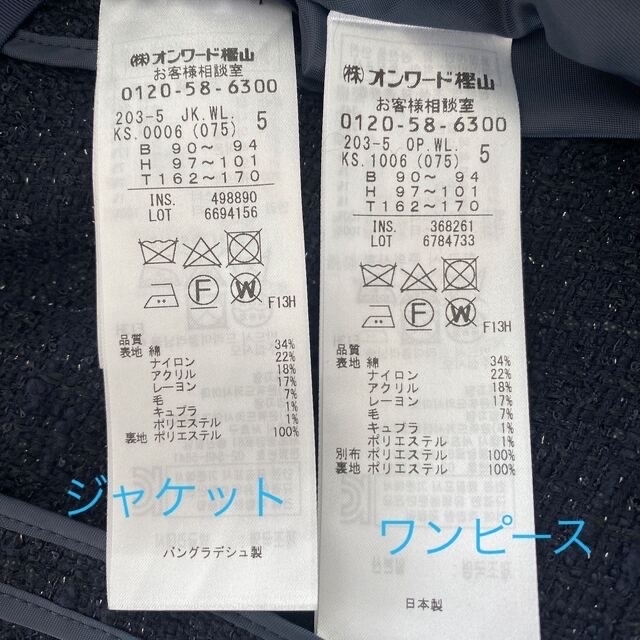 (株)オンワード樫山
お客様相談室
0120-58-6300
203-5 JK.WL.
KS.0006(075) 5
B 90〜 94
H 97〜101
T162〜170
INS. 498890
LOT 6694156
F
W
F13H
品質
表地 綿 34%
ナイロン 22%
アクリル 18%
レーヨン 17%
毛 7%
キュプラ 1%
ポリエステル 1%
裏地 ポリエステル 100%
ジャケット
バングラデシュ製
(株)オンワード樫山
お客様相談室
0120-58-6300
203-5 OP.WL.
KS.1006(075) 5
B 90〜 94
H 97〜101
T162〜170
INS. 368261
LOT 6784733
F
W
F13H
品質
表地 綿 34%
ナイロン 22%
アクリル 18%
レーヨン 17%
毛 7%
キュプラ 1%
ポリエステル 1%
別布 ポリエステル 100%
裏地 ポリエステル 100%
ワンピース
日本製